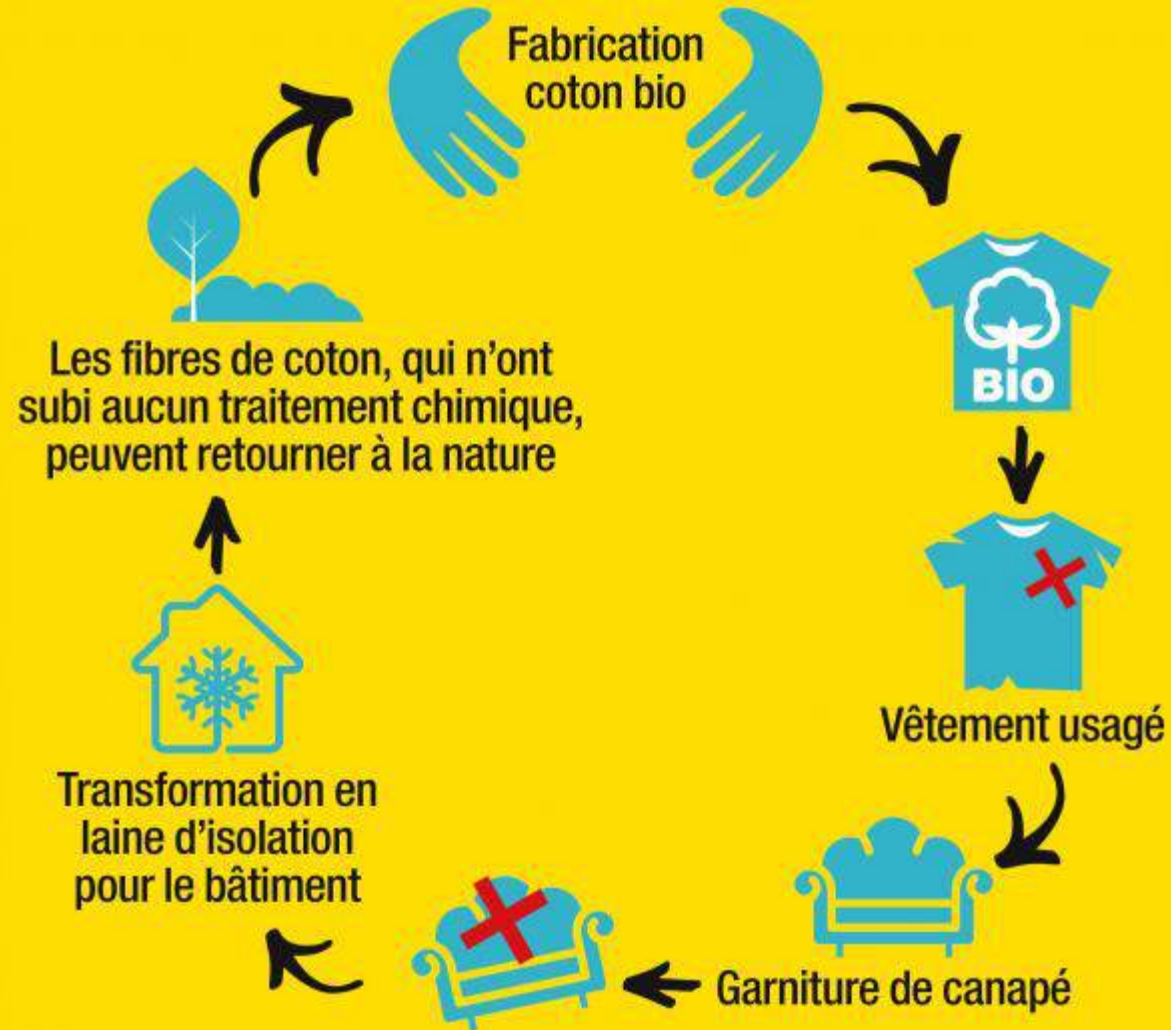 Fabrication
coton bio
BIO
Vêtement usagé
Garniture de canapé
Transformation en
laine d'isolation
pour le bâtiment
Les fibres de coton, qui n'ont
subi aucun traitement chimique,
peuvent retourner à la nature